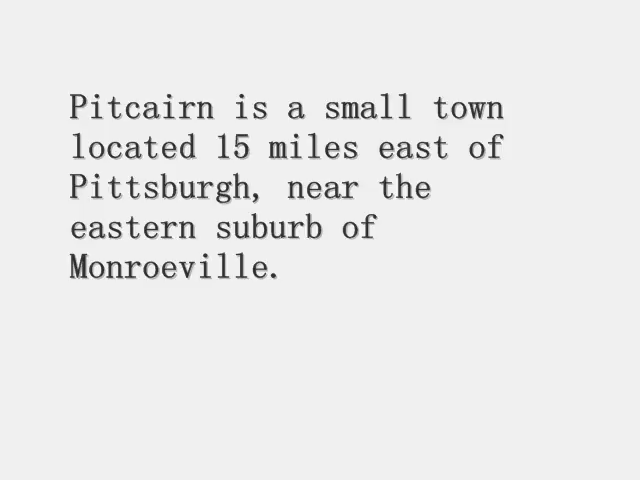 Pitcairn is a small town
located 15 miles east of
Pittsburgh, near the
eastern suburb of
Monroeville.